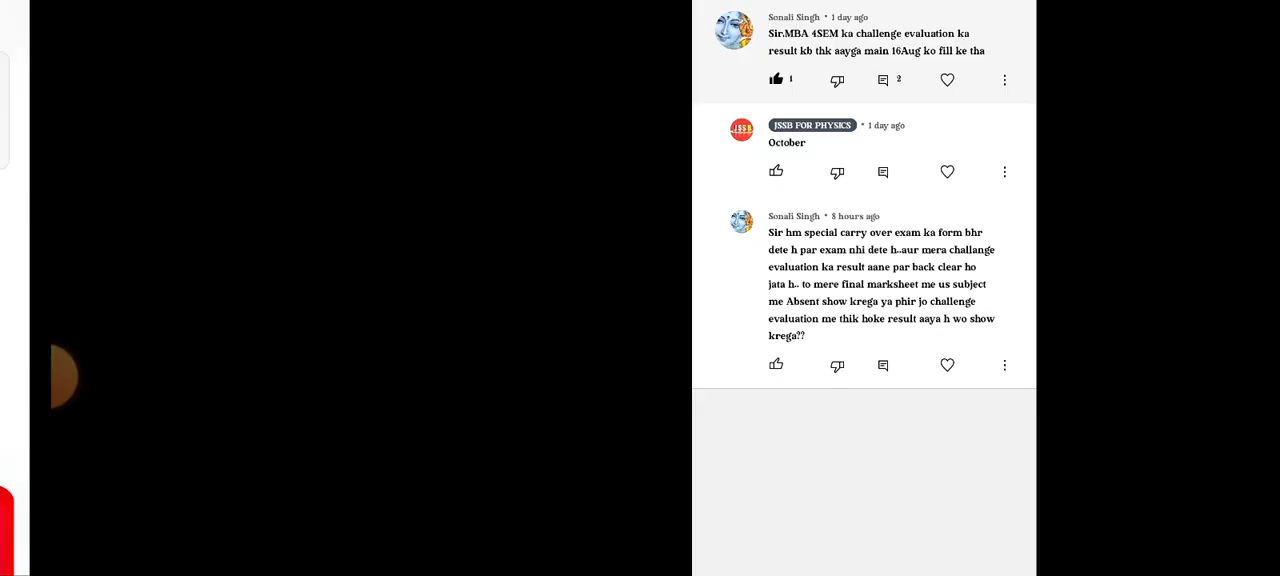 Sonali Singh • 1 day ago
Sir.MBA 4SEM ka challenge evaluation ka
result kb thk aayga main 16Aug ko fill ke tha
1 2
JSSB FOR PHYSICS • 1 day ago
October
Sonali Singh • 8 hours ago
Sir hm special carry over exam ka form bhr
dete h par exam nhi dete h..aur mera challange
evaluation ka result aane par back clear ho
jata h.. to mere final marksheet me us subject
me Absent show krega ya phir jo challenge
evaluation me thik hoke result aaya h wo show
krega??